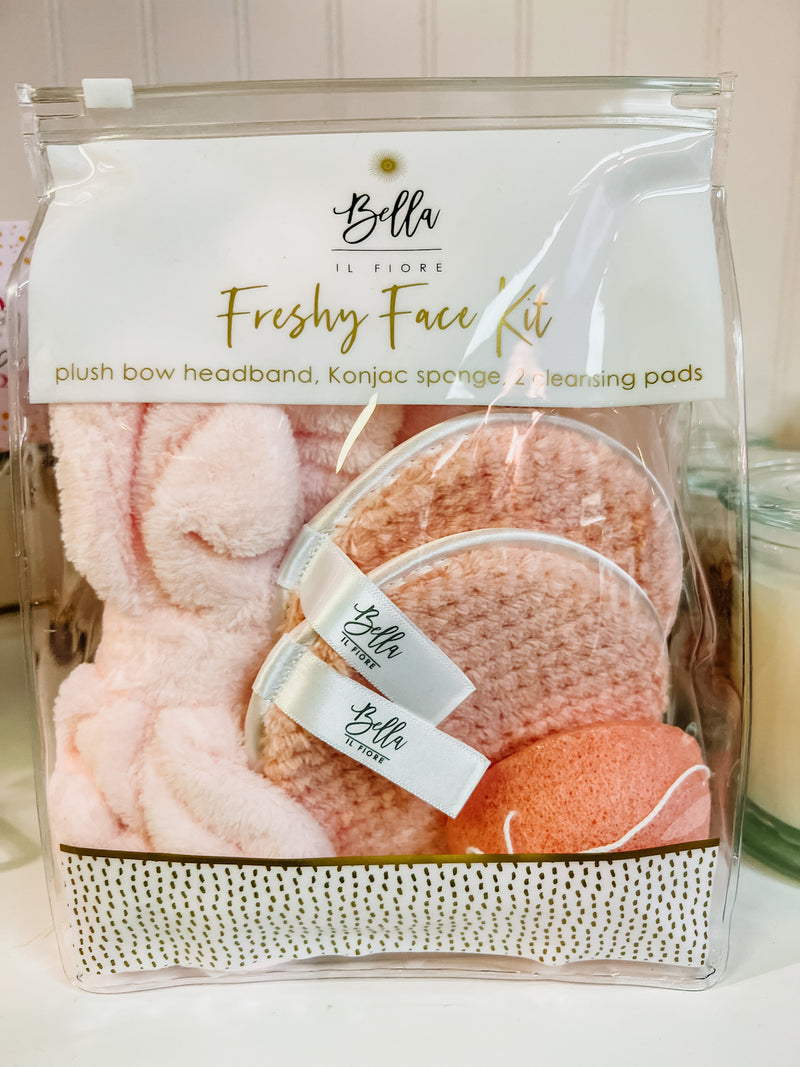 Bella
IL FIORE
Freshy Face Kit
plush bow headband, Konjac sponge, 2 cleansing pads
Bella
IL FIORE
Bella
IL FIORE